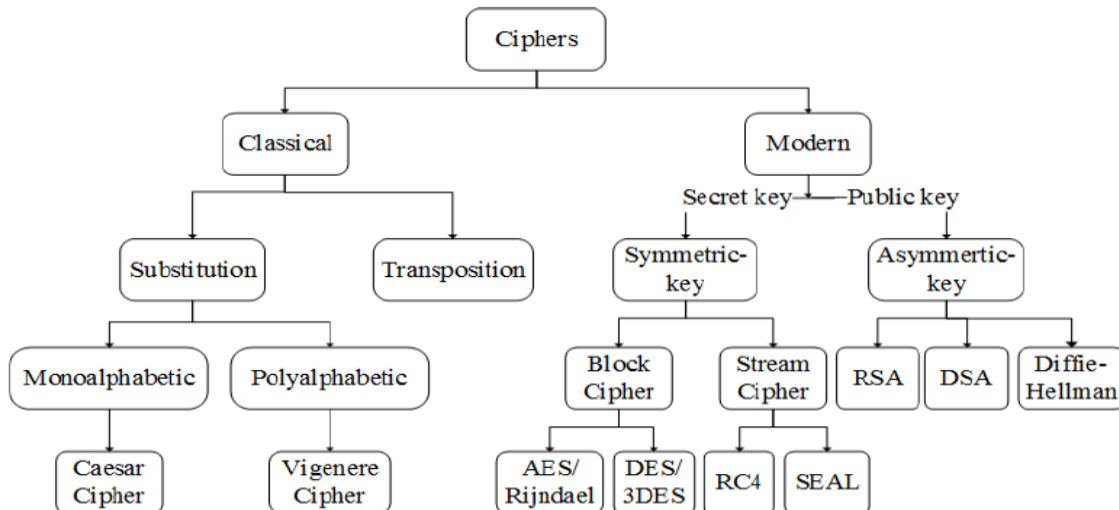 Ciphers
Classical
Modern
Secret key
Public key
Substitution
Transposition
Symmetric-
key
Asymmertic-
key
Monoalphabetic
Polyalphabetic
Block
Cipher
Stream
Cipher
RSA
DSA
Diffie-
Hellman
Caesar
Cipher
Vigenere
Cipher
AES/
Rijndael
DES/
3DES
RC4
SEAL